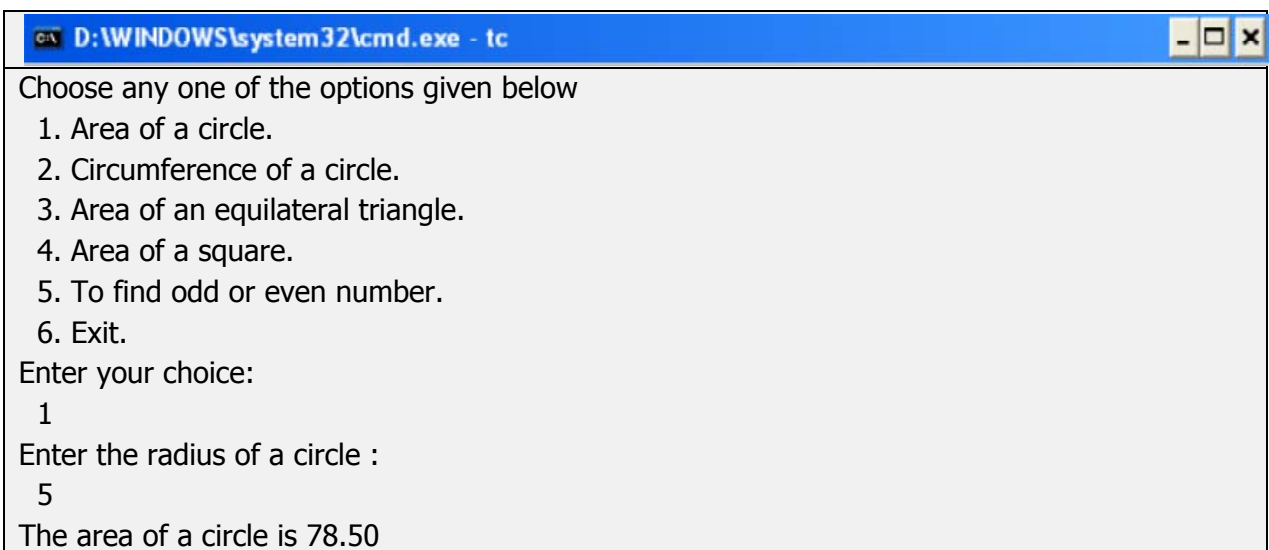 D:\WINDOWS\system32\cmd.exe - tc
Choose any one of the options given below
1. Area of a circle.
2. Circumference of a circle.
3. Area of an equilateral triangle.
4. Area of a square.
5. To find odd or even number.
6. Exit.
Enter your choice:
1
Enter the radius of a circle :
5
The area of a circle is 78.50